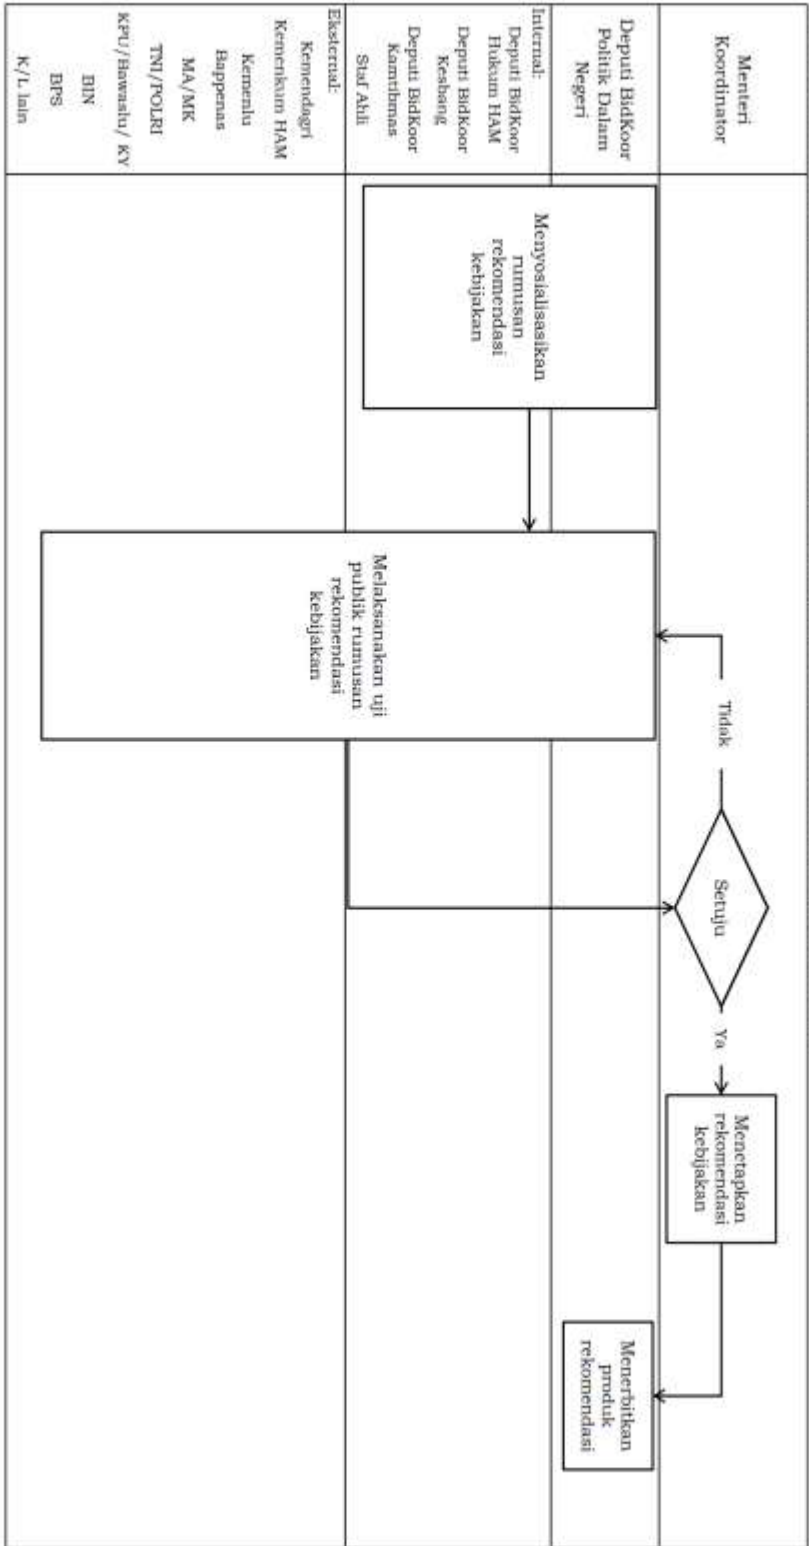 Menteri
Koordinator
Deputi BidKoor
Politik Dalam
Negeri
Internal:
Deputi BidKoor
Hukum HAM
Deputi BidKoor
Kesbang
Deputi BidKoor
Kamtibmas
Staf Ahli
Eksternal:
Kemendagri
Kemenkum HAM
Kemenlu
Bappenas
MA/MK
TNI/POLRI
KPU/Bawaslu/ KY
BIN
BPS
K/L lain
Menyosialisasikan
rumusan
rekomendasi
kebijakan
Melaksanakan uji
publik rumusan
rekomendasi
kebijakan
Tidak
Setuju
Ya
Menetapkan
rekomendasi
kebijakan
Menerbitkan
produk
rekomendasi